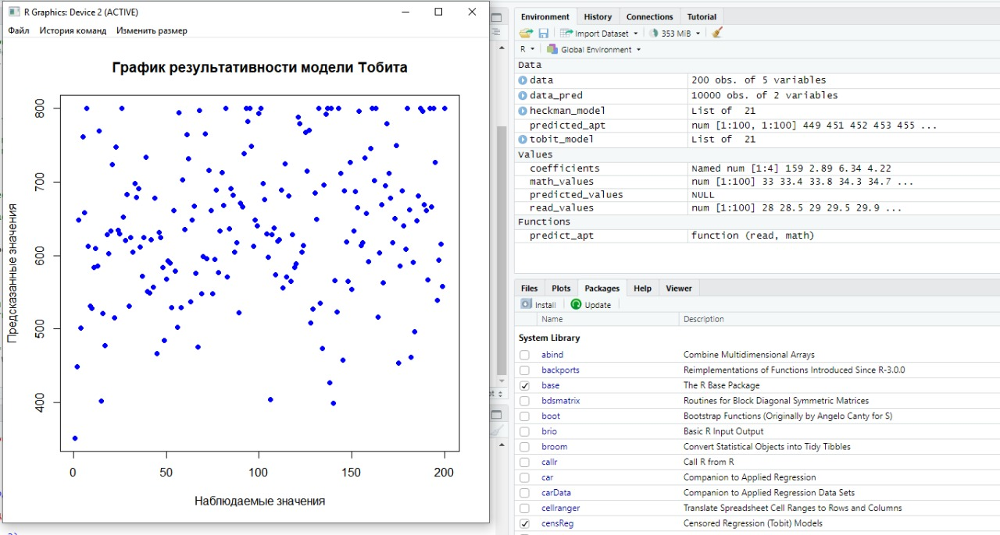 R Graphics: Device 2 (ACTIVE)
Файл История команд Изменить размер
График результативности модели Тобита
Предсказанные значения
800
700
600
500
400
0 50 100 150 200
Наблюдаемые значения
Environment History Connections Tutorial
Import Dataset 353 MiB
R Global Environment
Data
data 200 obs. of 5 variables
data_pred 10000 obs. of 2 variables
heckman_model List of 21
predicted_apt num [1:100, 1:100] 449 451 452 453 455 ...
tobit_model List of 21
Values
coefficients Named num [1:4] 159 2.89 6.34 4.22
math_values num [1:100] 33 33.4 33.8 34.3 34.7 ...
predicted_values NULL
read_values num [1:100] 28 28.5 29 29.5 29.9 ...
Functions
predict_apt function (read, math)
Files Plots Packages Help Viewer
Install Update
Name Description
System Library
abind Combine Multidimensional Arrays
backports Reimplementations of Functions Introduced Since R-3.0.0
base The R Base Package
bdsmatrix Routines for Block Diagonal Symmetric Matrices
boot Bootstrap Functions (Originally by Angelo Canty for S)
brio Basic R Input Output
broom Convert Statistical Objects into Tidy Tibbles
callr Call R from R
car Companion to Applied Regression
carData Companion to Applied Regression Data Sets
cellranger Translate Spreadsheet Cell Ranges to Rows and Columns
censReg Censored Regression (Tobit) Models